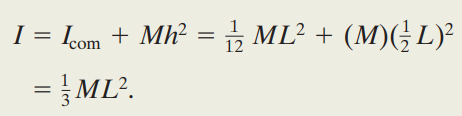 I = I_com + Mh² = 1/12 ML² + (M)(1/2 L)²
= 1/3 ML².